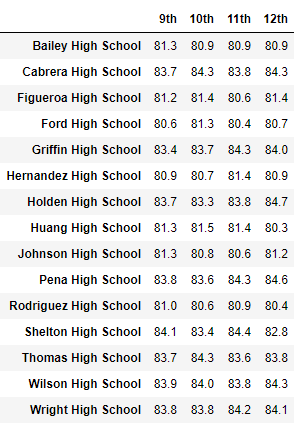 9th 10th 11th 12th
Bailey High School 81.3 80.9 80.9 80.9
Cabrera High School 83.7 84.3 83.8 84.3
Figueroa High School 81.2 81.4 80.6 81.4
Ford High School 80.6 81.3 80.4 80.7
Griffin High School 83.4 83.7 84.3 84.0
Hernandez High School 80.9 80.7 81.4 80.9
Holden High School 83.7 83.3 83.8 84.7
Huang High School 81.3 81.5 81.4 80.3
Johnson High School 81.3 80.8 80.6 81.2
Pena High School 83.8 83.6 84.3 84.6
Rodriguez High School 81.0 80.6 80.9 80.4
Shelton High School 84.1 83.4 84.4 82.8
Thomas High School 83.7 84.3 83.6 83.8
Wilson High School 83.9 84.0 83.8 84.3
Wright High School 83.8 83.8 84.2 84.1